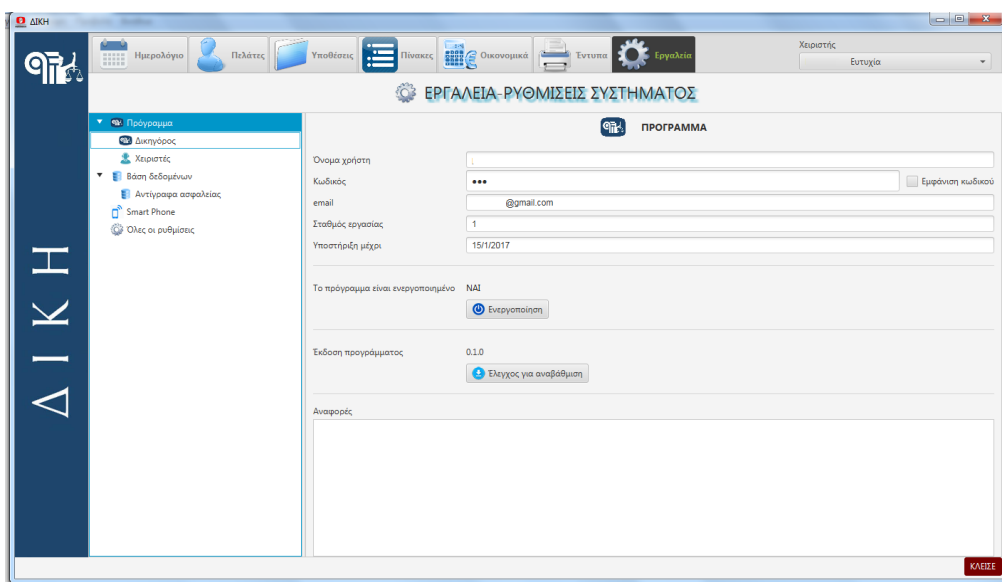 ΔΙΚΗ
Ημερολόγιο Πελάτες Υποθέσεις Πίνακες Οικονομικά Έντυπα Εργαλεία
Χειριστής
Ευτυχία
ΕΡΓΑΛΕΙΑ-ΡΥΘΜΙΣΕΙΣ ΣΥΣΤΗΜΑΤΟΣ
Πρόγραμμα
Δικηγόρος
Χειριστές
Βάση δεδομένων
Αντίγραφα ασφαλείας
Smart Phone
Όλες οι ρυθμίσεις
ΔΙΚΗ
ΠΡΟΓΡΑΜΜΑ
Όνομα χρήστη
Κωδικός ●●● Εμφάνιση κωδικού
email @gmail.com
Σταθμός εργασίας 1
Υποστήριξη μέχρι 15/1/2017
Το πρόγραμμα είναι ενεργοποιημένο ΝΑΙ
Ενεργοποίηση
Έκδοση προγράμματος 0.1.0
Έλεγχος για αναβάθμιση
Αναφορές
ΚΛΕΙΣΕ